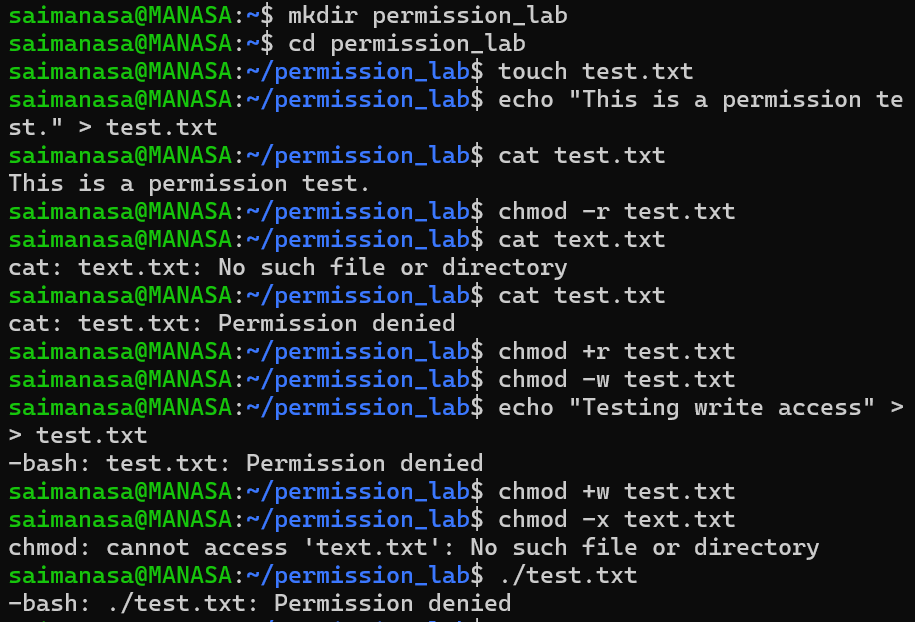 saimanasa@MANASA:~$ mkdir permission_lab
saimanasa@MANASA:~$ cd permission_lab
saimanasa@MANASA:~/permission_lab$ touch test.txt
saimanasa@MANASA:~/permission_lab$ echo "This is a permission te
st." > test.txt
saimanasa@MANASA:~/permission_lab$ cat test.txt
This is a permission test.
saimanasa@MANASA:~/permission_lab$ chmod -r test.txt
saimanasa@MANASA:~/permission_lab$ cat text.txt
cat: text.txt: No such file or directory
saimanasa@MANASA:~/permission_lab$ cat test.txt
cat: test.txt: Permission denied
saimanasa@MANASA:~/permission_lab$ chmod +r test.txt
saimanasa@MANASA:~/permission_lab$ chmod -w test.txt
saimanasa@MANASA:~/permission_lab$ echo "Testing write access" >
> test.txt
-bash: test.txt: Permission denied
saimanasa@MANASA:~/permission_lab$ chmod +w test.txt
saimanasa@MANASA:~/permission_lab$ chmod -x text.txt
chmod: cannot access 'text.txt': No such file or directory
saimanasa@MANASA:~/permission_lab$ ./test.txt
-bash: ./test.txt: Permission denied